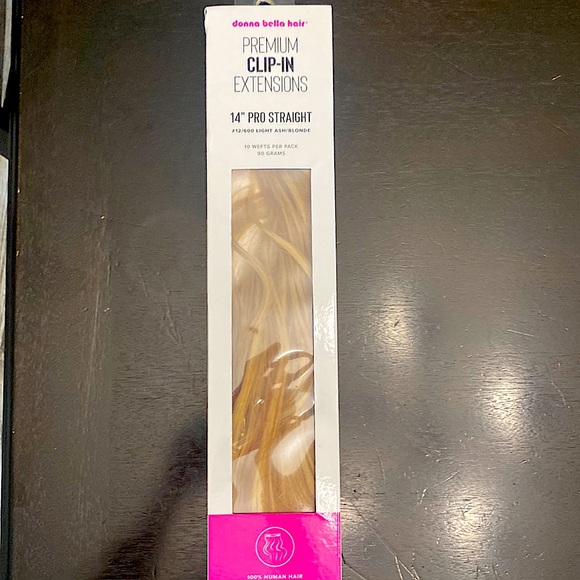 donna bella hair
PREMIUM
CLIP-IN
EXTENSIONS
14" PRO STRAIGHT
#12/600 LIGHT ASH/BLONDE
10 WEFTS PER PACK
90 GRAMS
100% HUMAN HAIR